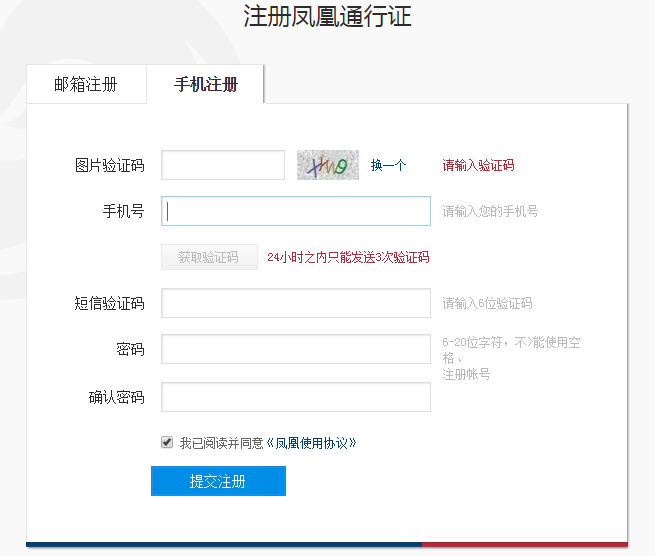 注册凤凰通行证
邮箱注册 手机注册
图片验证码 换一个 请输入验证码
手机号 请输入您的手机号
获取验证码 24小时之内只能发送3次验证码
短信验证码 请输入6位验证码
密码 6-20位字符，不>能使用空
格、
注册帐号
确认密码
我已阅读并同意《凤凰使用协议》
提交注册